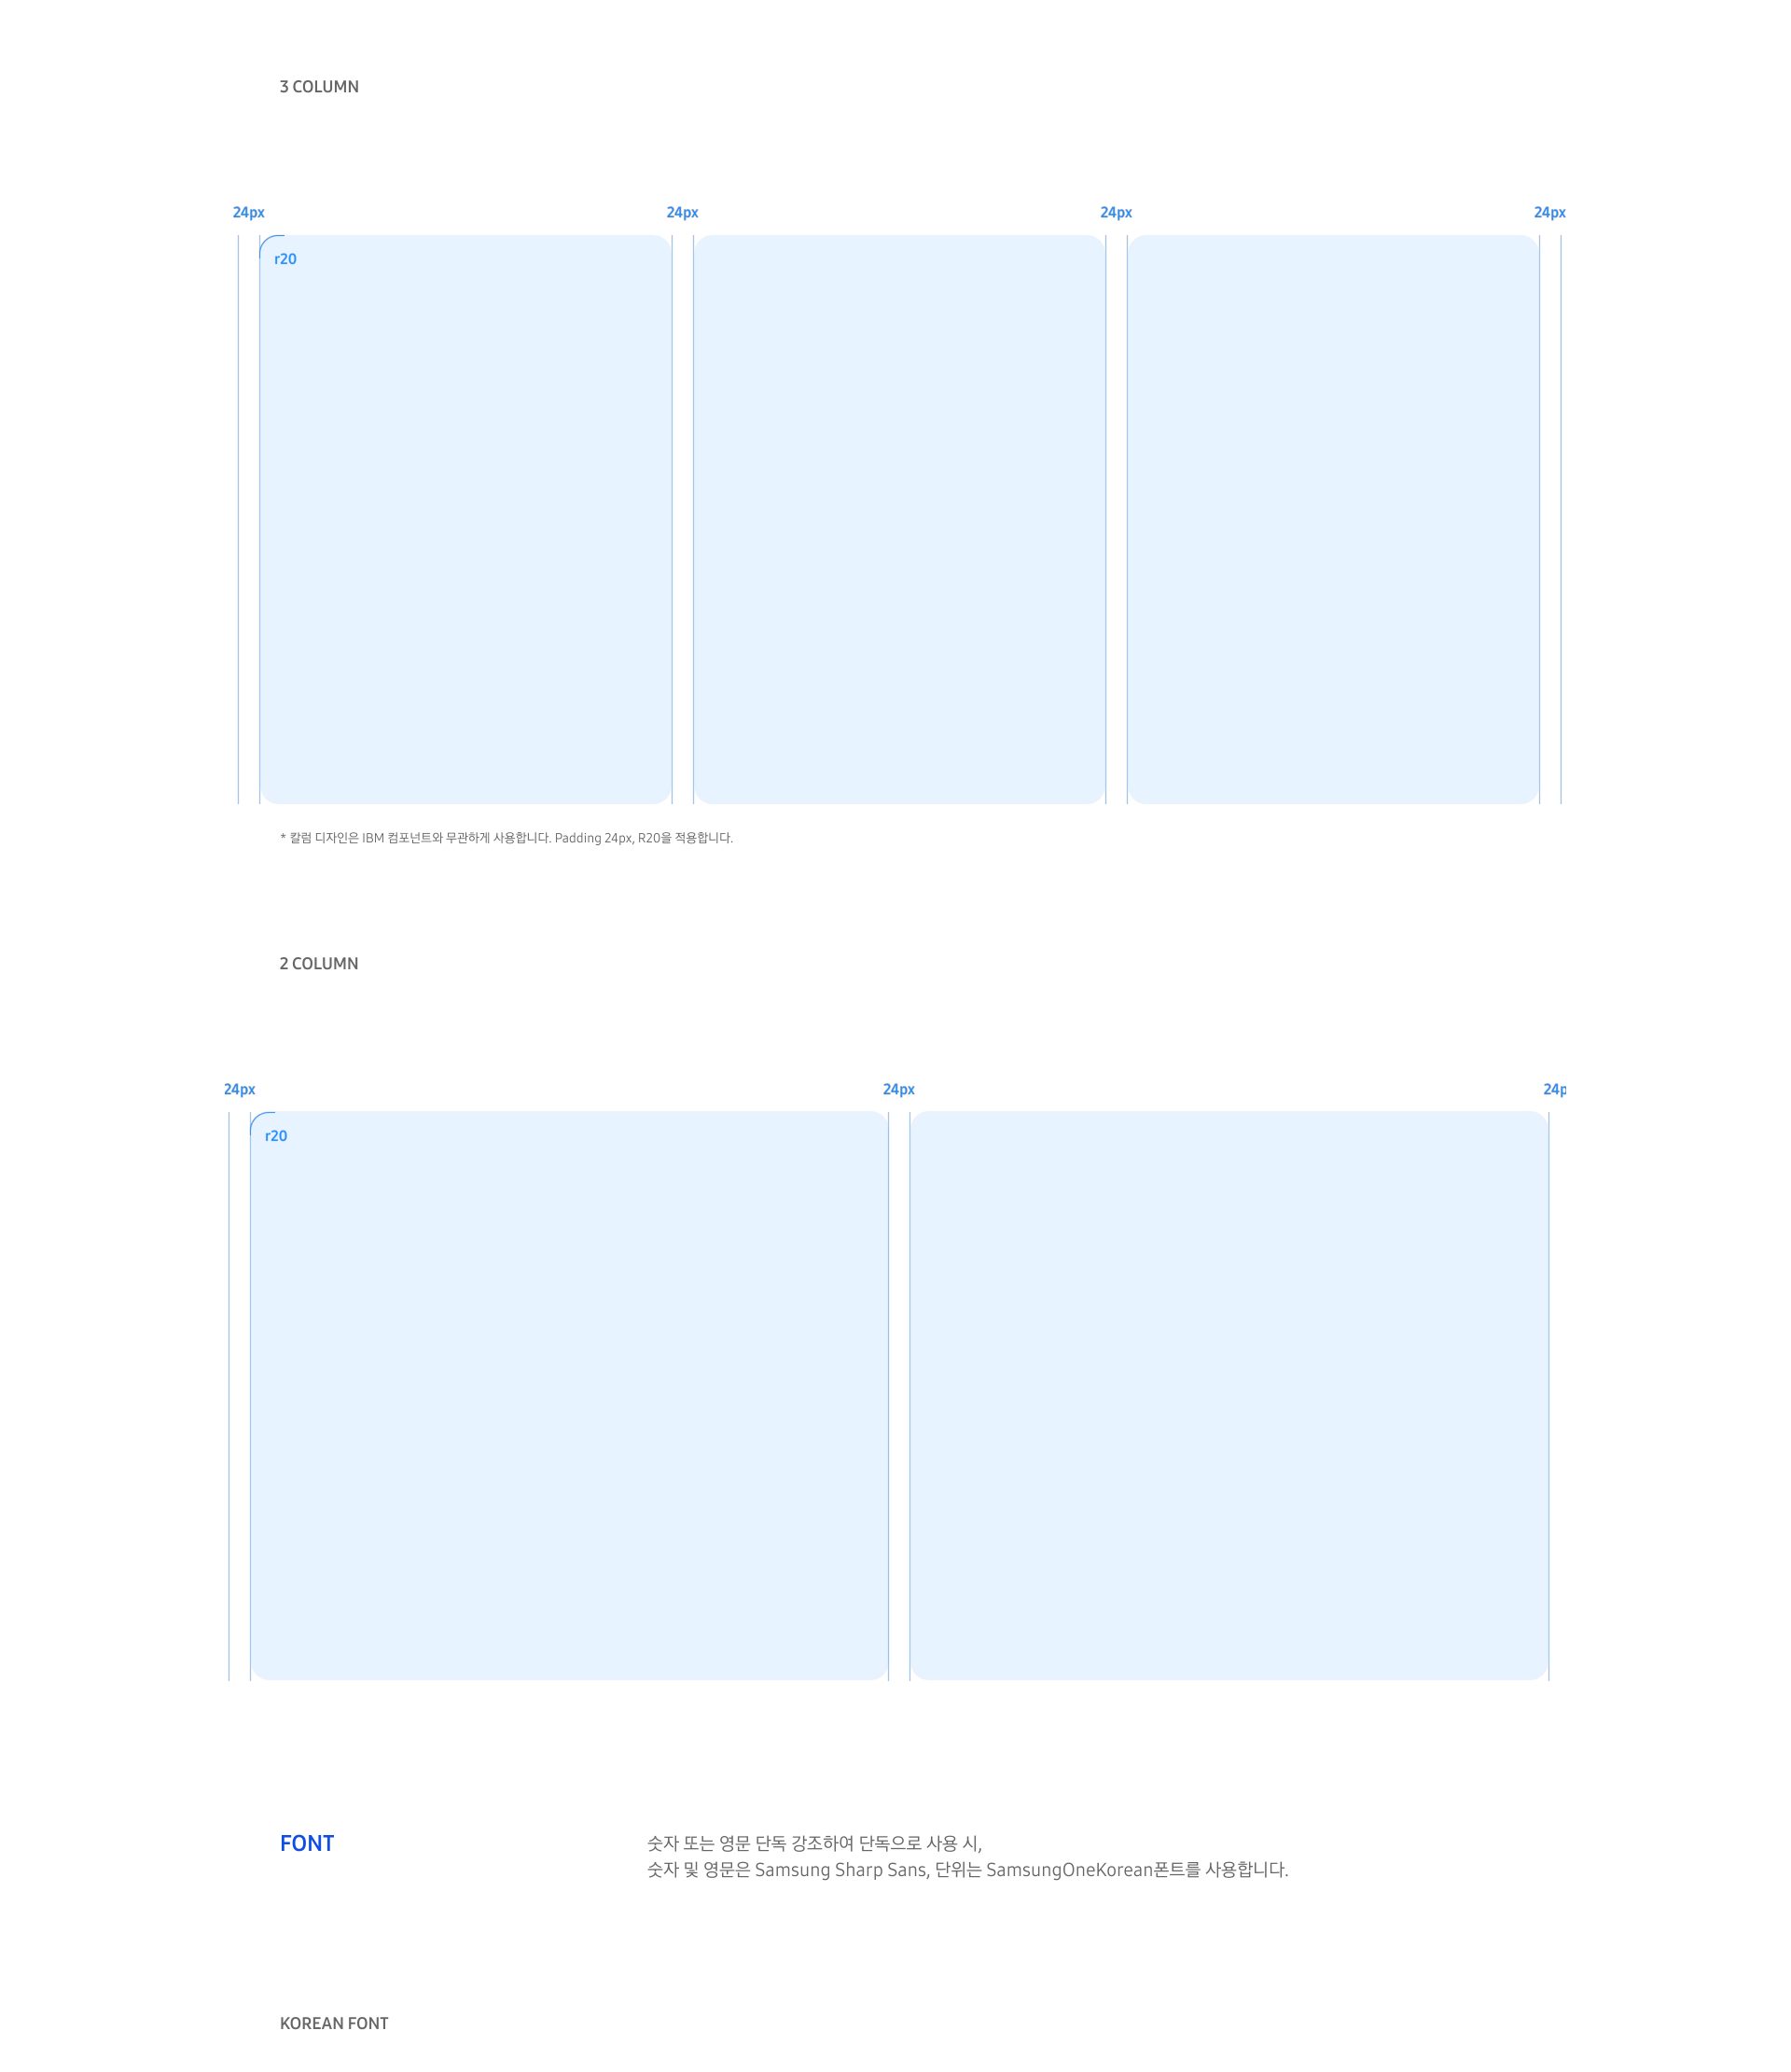 3 COLUMN
24px 24px 24px 24px
r20
* 칼럼 디자인은 IBM 컴포넌트와 무관하게 사용합니다. Padding 24px, R20을 적용합니다.
2 COLUMN
24px 24px 24p
r20
FONT
숫자 또는 영문 단독 강조하여 단독으로 사용 시,
숫자 및 영문은 Samsung Sharp Sans, 단위는 SamsungOneKorean폰트를 사용합니다.
KOREAN FONT